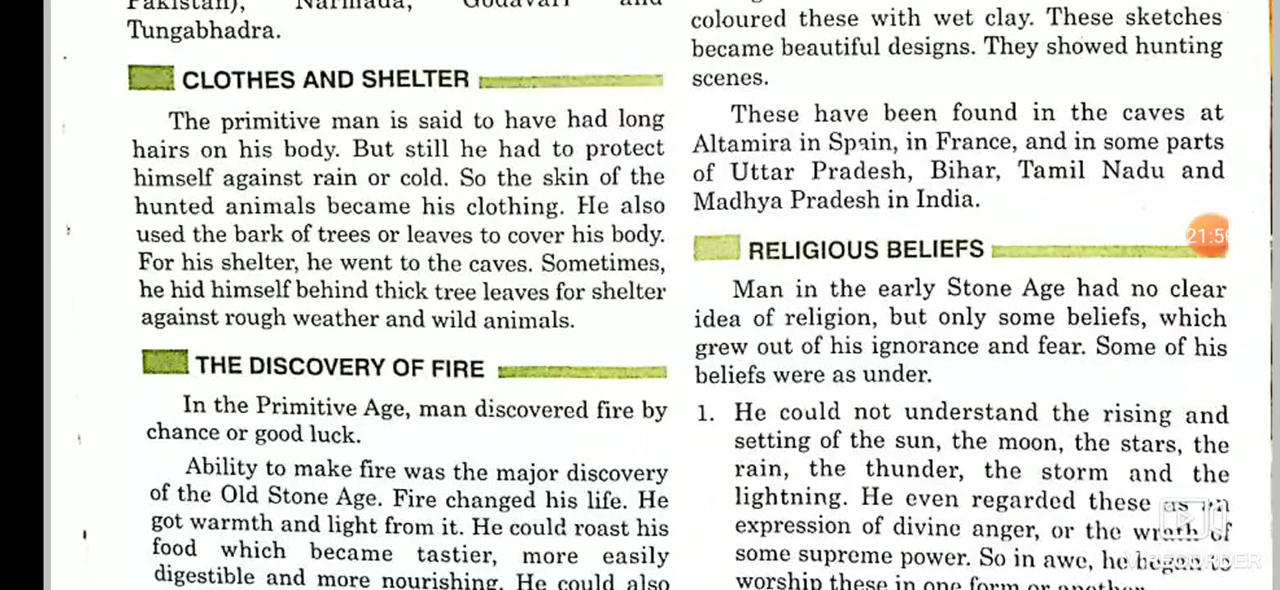 Pakistan), Narmada, Godavari and
Tungabhadra.
CLOTHES AND SHELTER
The primitive man is said to have had long
hairs on his body. But still he had to protect
himself against rain or cold. So the skin of the
hunted animals became his clothing. He also
used the bark of trees or leaves to cover his body.
For his shelter, he went to the caves. Sometimes,
he hid himself behind thick tree leaves for shelter
against rough weather and wild animals.
THE DISCOVERY OF FIRE
In the Primitive Age, man discovered fire by
chance or good luck.
Ability to make fire was the major discovery
of the Old Stone Age. Fire changed his life. He
got warmth and light from it. He could roast his
food which became tastier, more easily
digestible and more nourishing. He could also
coloured these with wet clay. These sketches
became beautiful designs. They showed hunting
scenes.
These have been found in the caves at
Altamira in Spain, in France, and in some parts
of Uttar Pradesh, Bihar, Tamil Nadu and
Madhya Pradesh in India.
RELIGIOUS BELIEFS
Man in the early Stone Age had no clear
idea of religion, but only some beliefs, which
grew out of his ignorance and fear. Some of his
beliefs were as under.
1. He could not understand the rising and
setting of the sun, the moon, the stars, the
rain, the thunder, the storm and the
lightning. He even regarded these as an
expression of divine anger, or the wrath of
some supreme power. So in awe, he began to
worship these in one form or another.